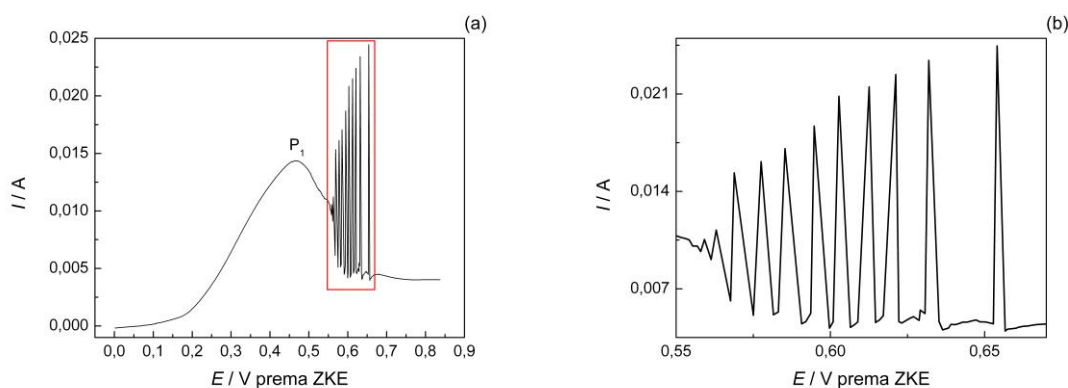 (a)
0,025
0,020
0,015
0,010
0,005
0,000
I / A
P1
0,0 0,1 0,2 0,3 0,4 0,5 0,6 0,7 0,8 0,9
E / V prema ZKE
(b)
0,021
0,014
0,007
I / A
0,55 0,60 0,65
E / V prema ZKE